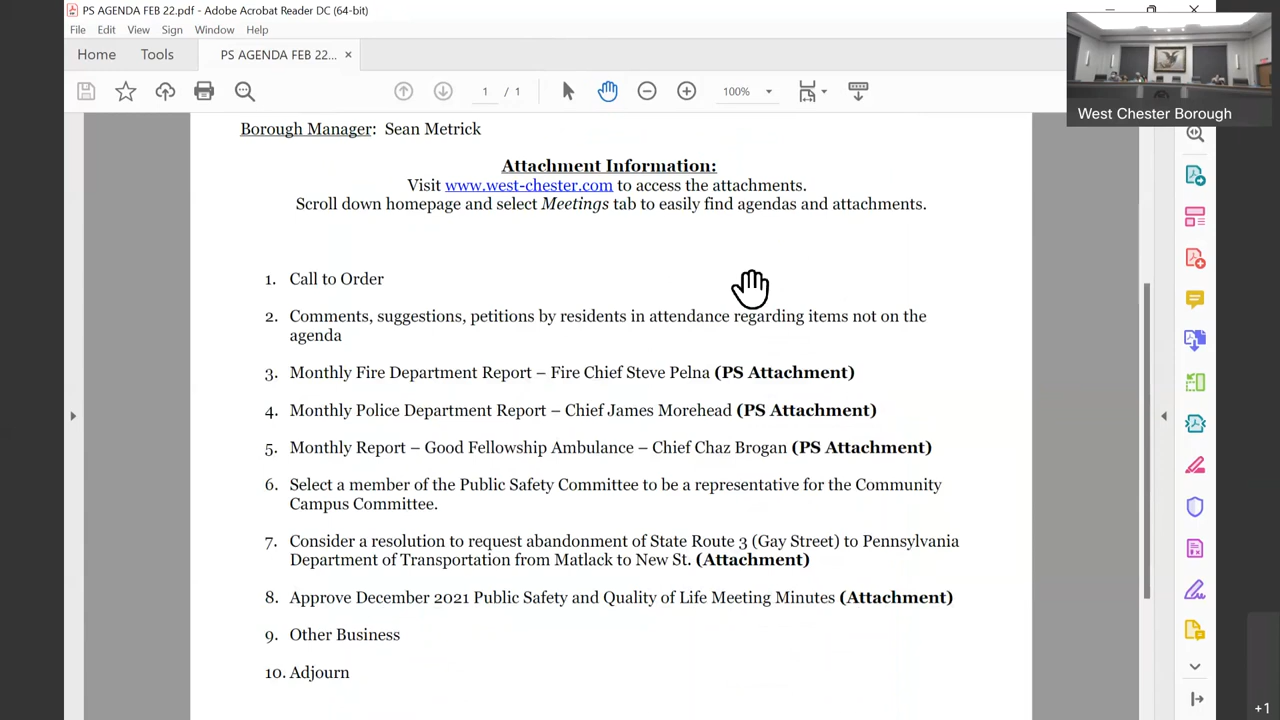 PS AGENDA FEB 22.pdf - Adobe Acrobat Reader DC (64-bit)
File Edit View Sign Window Help
Home Tools PS AGENDA FEB 22... ×
1 / 1 100%
West Chester Borough
Borough Manager: Sean Metrick
Attachment Information:
Visit www.west-chester.com to access the attachments.
Scroll down homepage and select Meetings tab to easily find agendas and attachments.
1. Call to Order
2. Comments, suggestions, petitions by residents in attendance regarding items not on the
agenda
3. Monthly Fire Department Report – Fire Chief Steve Pelna (PS Attachment)
4. Monthly Police Department Report – Chief James Morehead (PS Attachment)
5. Monthly Report – Good Fellowship Ambulance – Chief Chaz Brogan (PS Attachment)
6. Select a member of the Public Safety Committee to be a representative for the Community
Campus Committee.
7. Consider a resolution to request abandonment of State Route 3 (Gay Street) to Pennsylvania
Department of Transportation from Matlack to New St. (Attachment)
8. Approve December 2021 Public Safety and Quality of Life Meeting Minutes (Attachment)
9. Other Business
10. Adjourn
+1